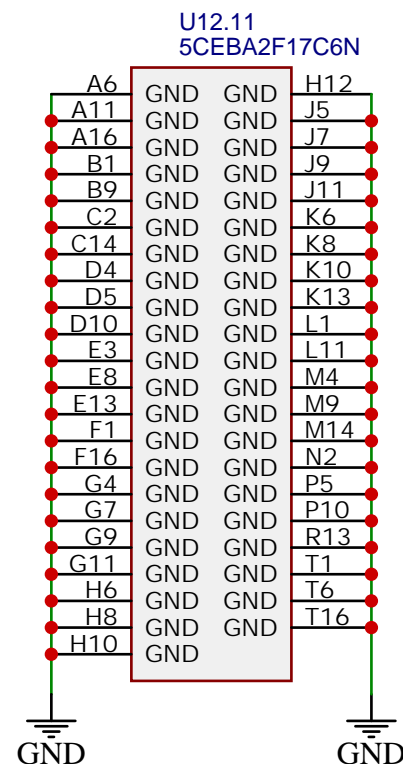 U12.11
5CEBA2F17C6N
A6 GND GND H12
A11 GND GND J5
A16 GND GND J7
B1 GND GND J9
B9 GND GND J11
C2 GND GND K6
C14 GND GND K8
D4 GND GND K10
D5 GND GND K13
D10 GND GND L1
E3 GND GND L11
E8 GND GND M4
E13 GND GND M9
F1 GND GND M14
F16 GND GND N2
G4 GND GND P5
G7 GND GND P10
G9 GND GND R13
G11 GND GND T1
H6 GND GND T6
H8 GND GND T16
H10 GND
GND GND